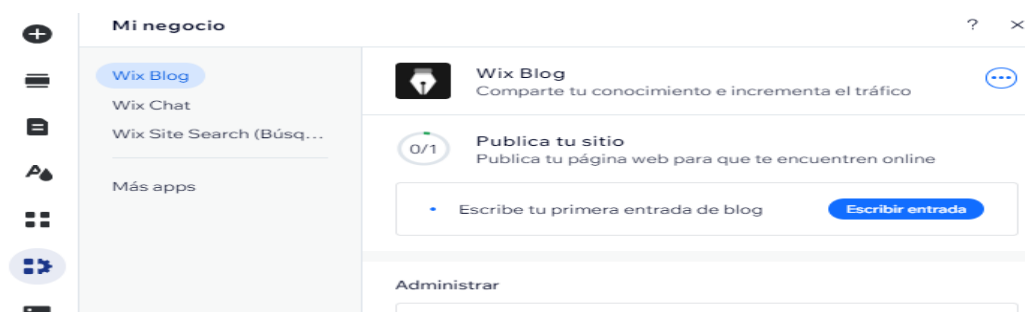 Mi negocio
?
Wix Blog
Wix Chat
Wix Site Search (Búsq...
Más apps
Wix Blog
Comparte tu conocimiento e incrementa el tráfico
0/1
Publica tu sitio
Publica tu página web para que te encuentren online
Escribe tu primera entrada de blog
Escribir entrada
Administrar